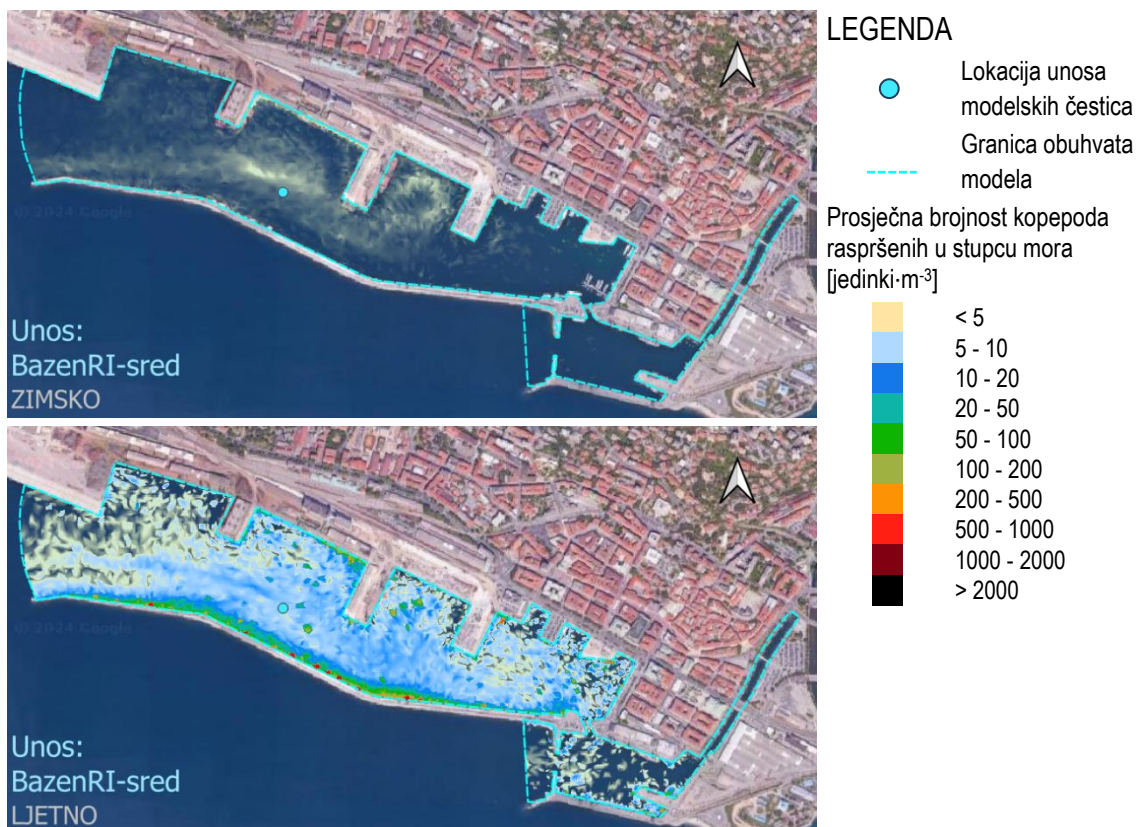 © 2024 Google
Unos:
BazenRI-sred
ZIMSKO
© 2024 Google
Unos:
BazenRI-sred
LJETNO
LEGENDA
Lokacija unosa
modelskih čestica
Granica obuhvata
modela
Prosječna brojnost kopepoda
raspršenih u stupcu mora
[jedinki·m⁻³]
< 5
5 - 10
10 - 20
20 - 50
50 - 100
100 - 200
200 - 500
500 - 1000
1000 - 2000
> 2000